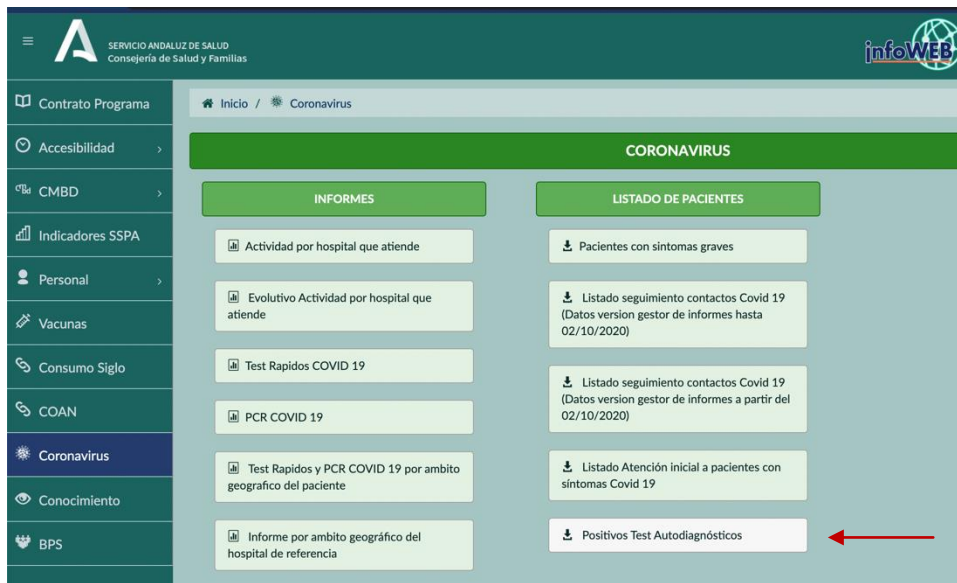 SERVICIO ANDALUZ DE SALUD
Consejería de Salud y Familias
infoWEB
Contrato Programa
Accesibilidad
CMBD
Indicadores SSPA
Personal
Vacunas
Consumo Siglo
COAN
Coronavirus
Conocimiento
BPS
Inicio / Coronavirus
CORONAVIRUS
INFORMES
Actividad por hospital que atiende
Evolutivo Actividad por hospital que
atiende
Test Rapidos COVID 19
PCR COVID 19
Test Rapidos y PCR COVID 19 por ambito
geografico del paciente
Informe por ambito geográfico del
hospital de referencia
LISTADO DE PACIENTES
Pacientes con sintomas graves
Listado seguimiento contactos Covid 19
(Datos version gestor de informes hasta
02/10/2020)
Listado seguimiento contactos Covid 19
(Datos version gestor de informes a partir del
02/10/2020)
Listado Atención inicial a pacientes con
síntomas Covid 19
Positivos Test Autodiagnósticos